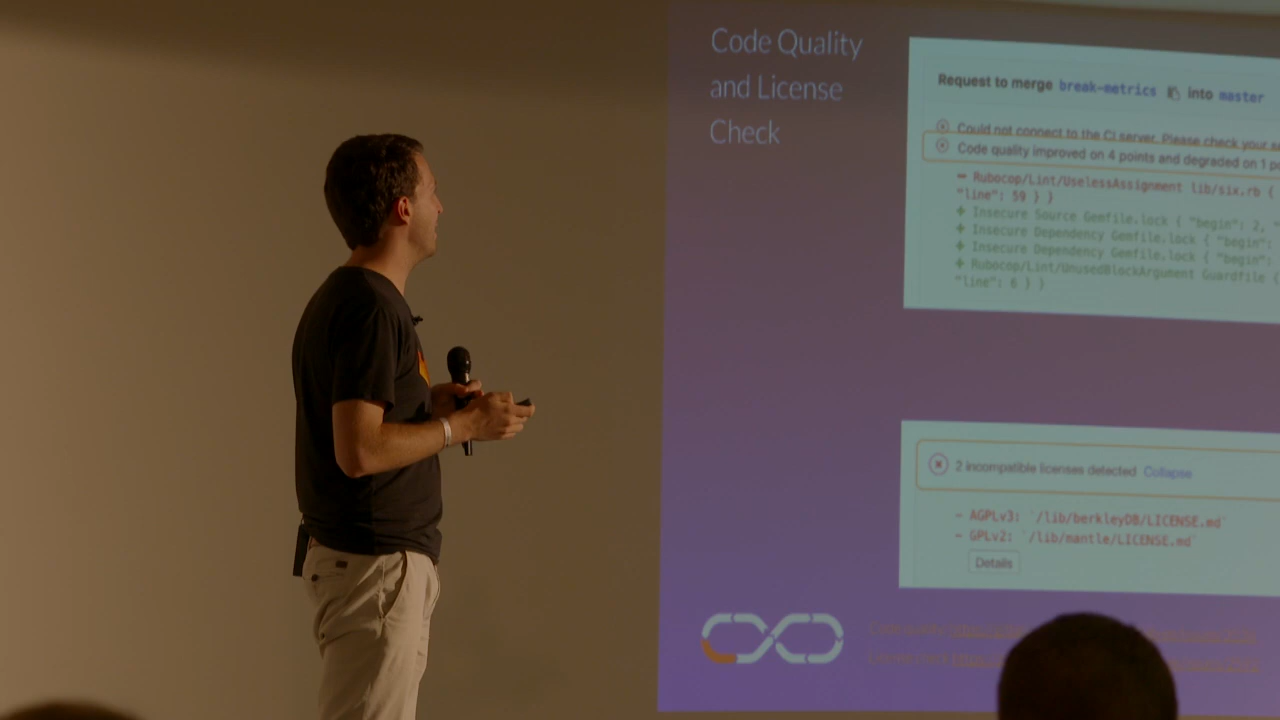 Code Quality
and License
Check
Request to merge break-metrics into master
Could not connect to the CI server. Please check your
Code quality improved on 4 points and degraded on 1
- Rubocop/Lint/UselessAssignment lib/six.rb {
"line": 59 } }
+ Insecure Source Gemfile.lock { "begin": 2,
+ Insecure Dependency Gemfile.lock { "begin":
+ Insecure Dependency Gemfile.lock { "begin":
+ Rubocop/Lint/UnusedBlockArgument Guardfile {
"line": 6 } }
2 incompatible licenses detected Collapse
- AGPLv3: `/lib/berkleyDB/LICENSE.md`
- GPLv2: `/lib/mantle/LICENSE.md`
Details